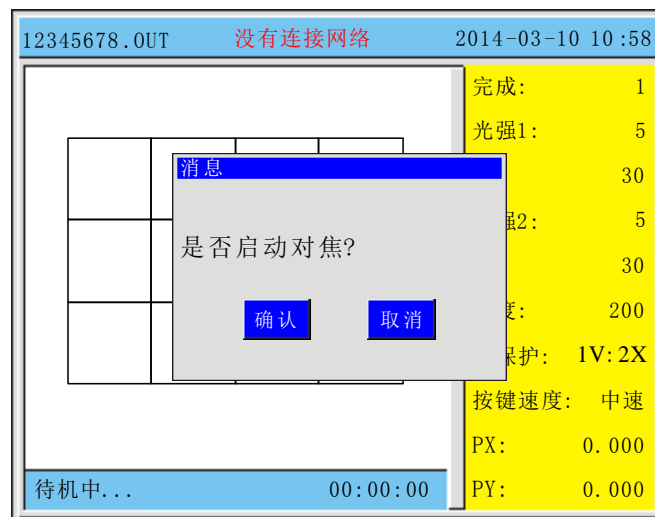 12345678.OUT 没有连接网络 2014-03-10 10:58
完成: 1
光强1: 5
30
强2: 5
30
度: 200
保护: 1V:2X
按键速度: 中速
PX: 0.000
PY: 0.000
消息
是否启动对焦?
确认 取消
待机中... 00:00:00